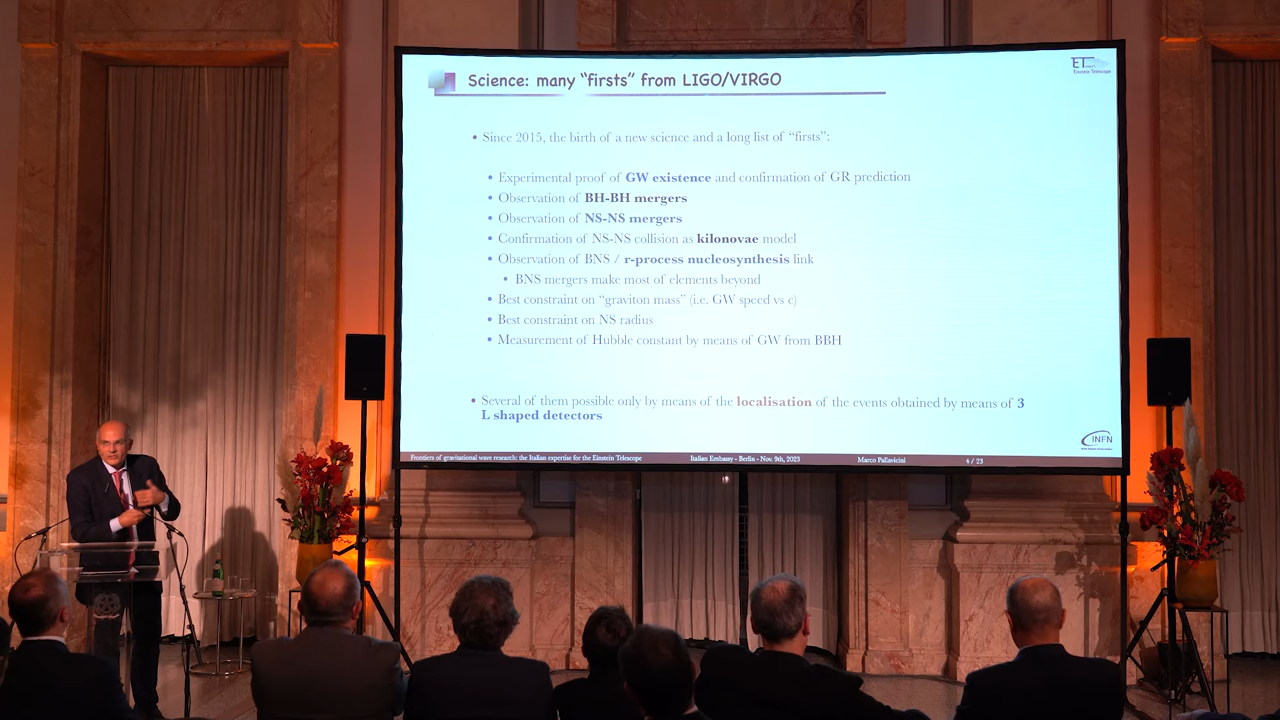 Science: many “firsts” from LIGO/VIRGO
ET
Einstein Telescope
• Since 2015, the birth of a new science and a long list of “firsts”:
• Experimental proof of GW existence and confirmation of GR prediction
• Observation of BH-BH mergers
• Observation of NS-NS mergers
• Confirmation of NS-NS collision as kilonovae model
• Observation of BNS / r-process nucleosynthesis link
• BNS mergers make most of elements beyond
• Best constraint on “graviton mass” (i.e. GW speed vs c)
• Best constraint on NS radius
• Measurement of Hubble constant by means of GW from BBH
• Several of them possible only by means of the localisation of the events obtained by means of 3
L shaped detectors
INFN
Frontiers of gravitational wave research: the Italian expertise for the Einstein Telescope
Italian Embassy - Berlin - Nov. 9th, 2023
Marco Pallavicini
4 / 23